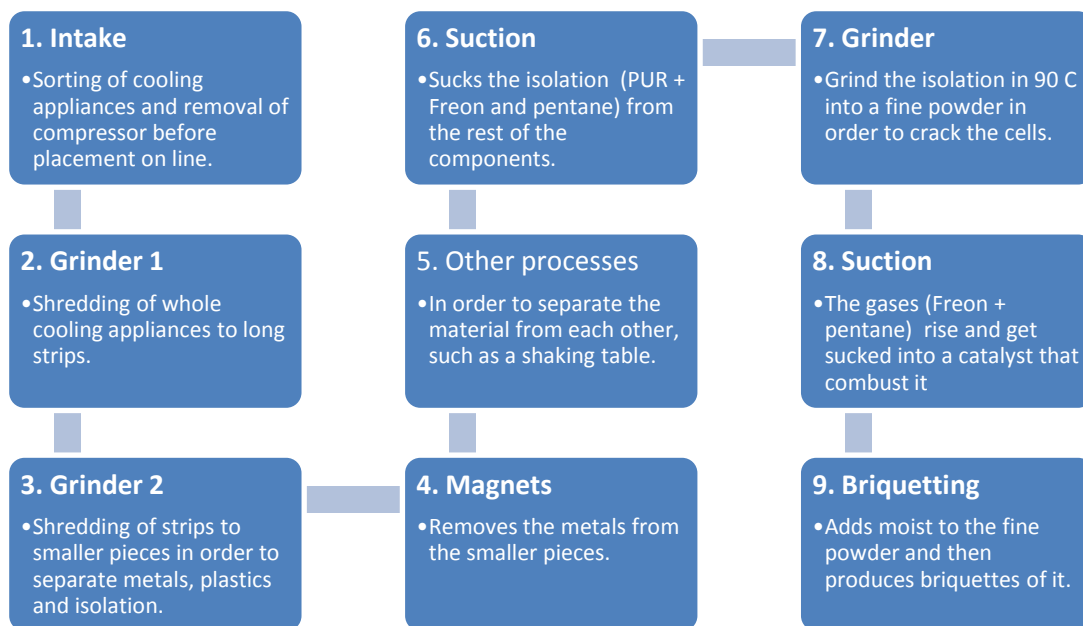 1. Intake
•Sorting of cooling
appliances and removal of
compressor before
placement on line.
2. Grinder 1
•Shredding of whole
cooling appliances to long
strips.
3. Grinder 2
•Shredding of strips to
smaller pieces in order to
separate metals, plastics
and isolation.
4. Magnets
•Removes the metals from
the smaller pieces.
5. Other processes
•In order to separate the
material from each other,
such as a shaking table.
6. Suction
•Sucks the isolation (PUR +
Freon and pentane) from
the rest of the
components.
7. Grinder
•Grind the isolation in 90 C
into a fine powder in
order to crack the cells.
8. Suction
•The gases (Freon +
pentane) rise and get
sucked into a catalyst that
combust it
9. Briquetting
•Adds moist to the fine
powder and then
produces briquettes of it.